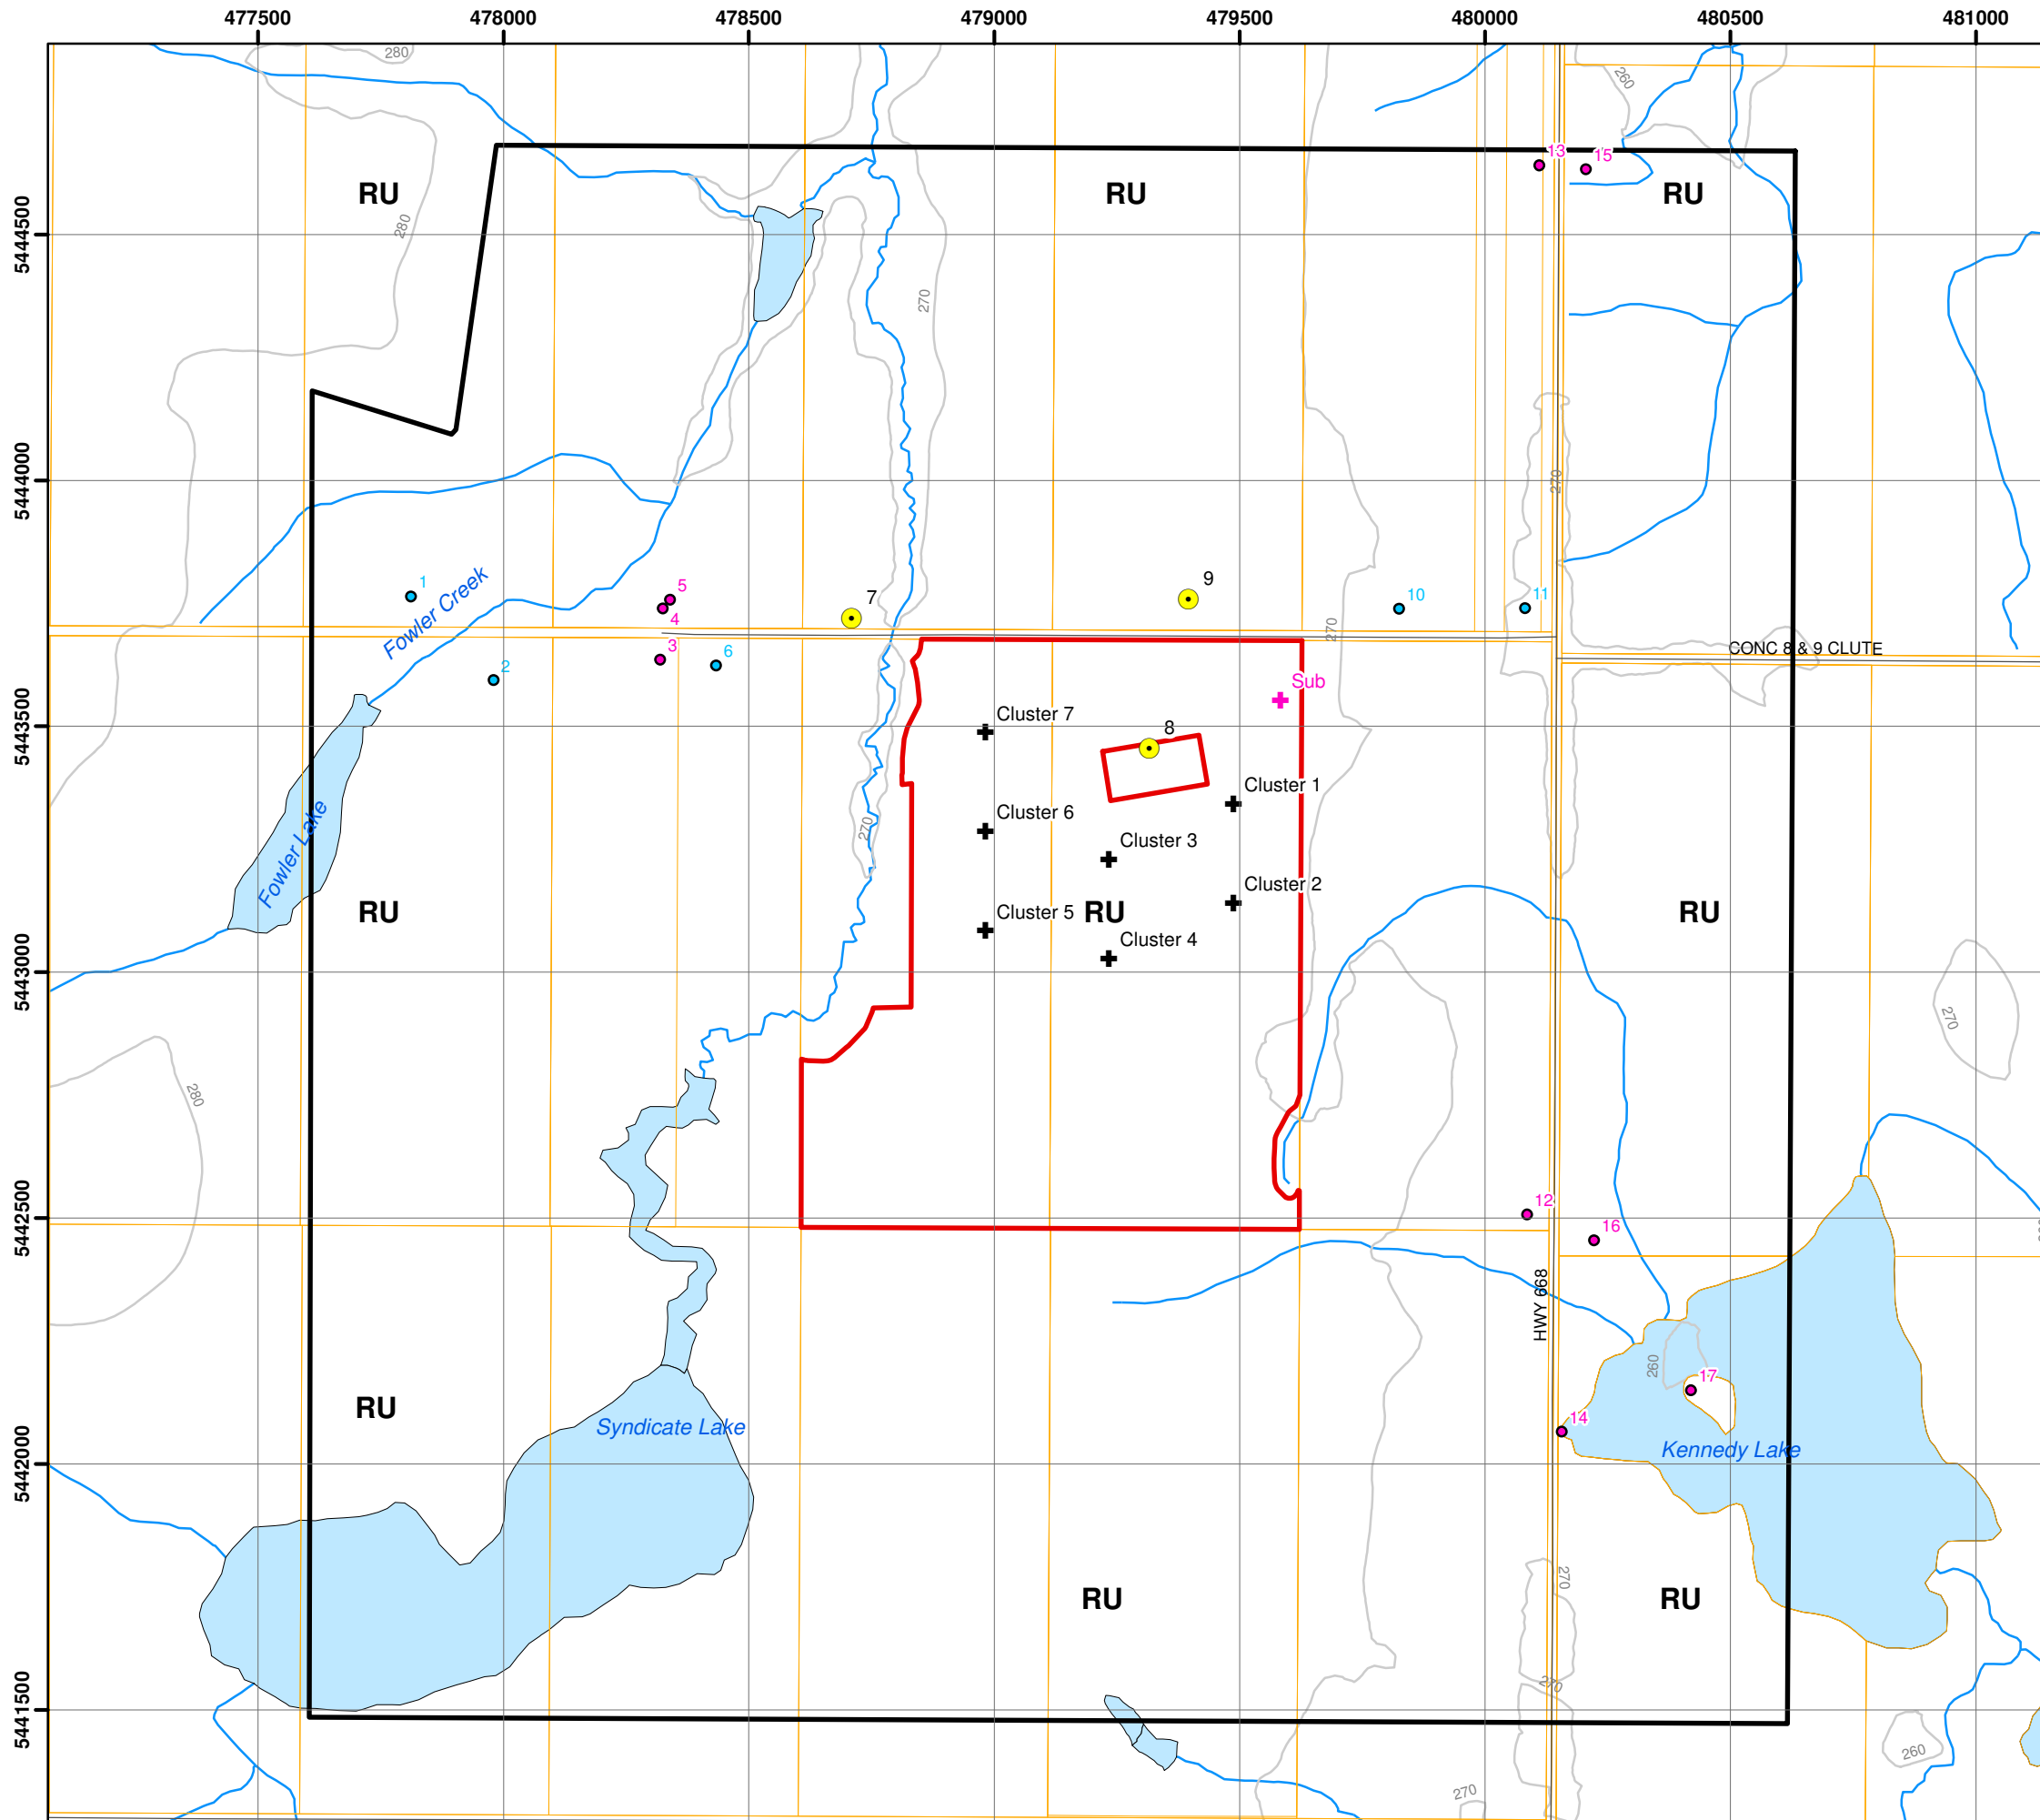 477500 478000 478500 479000 479500 480000 480500 481000
280
260
13
15
RU
RU
RU
280
5444500
270
5444000
270
1
Fowler Creek
5
4
7
9
10
11
270
3
6
2
CONC 8 & 9 CLUTE
Sub
5443500
Cluster 7
8
Cluster 1
Cluster 6
270
Cluster 3
Fowler Lake
Cluster 2
RU
Cluster 5
RU
RU
Cluster 4
5443000
270
280
12
5442500
16
HWY 668
260
17
RU
14
Syndicate Lake
Kennedy Lake
5442000
270
RU
RU
270
5441500
260
270